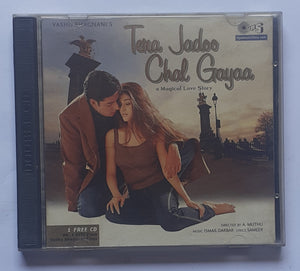 VASHU BHAGNANI'S
Tera Jadoo
Chal Gayaa
a Magical Love Story
1 FREE CD
DIRECTED BY A. MUTHU
MUSIC ISMAIL DARBAR LYRICS SAMEER